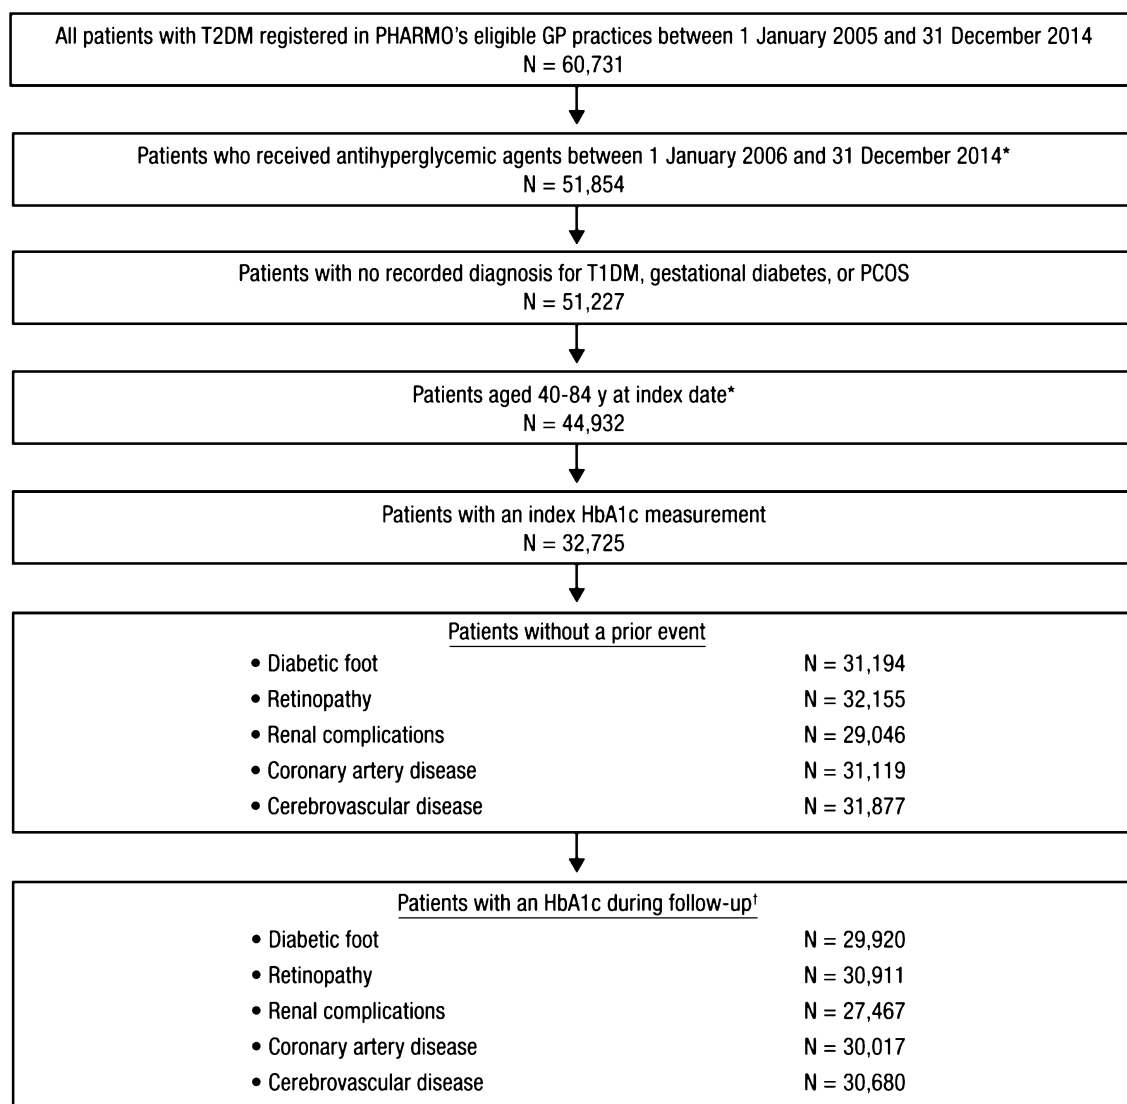 All patients with T2DM registered in PHARMO's eligible GP practices between 1 January 2005 and 31 December 2014
N = 60,731
Patients who received antihyperglycemic agents between 1 January 2006 and 31 December 2014*
N = 51,854
Patients with no recorded diagnosis for T1DM, gestational diabetes, or PCOS
N = 51,227
Patients aged 40-84 y at index date*
N = 44,932
Patients with an index HbA1c measurement
N = 32,725
Patients without a prior event
• Diabetic foot N = 31,194
• Retinopathy N = 32,155
• Renal complications N = 29,046
• Coronary artery disease N = 31,119
• Cerebrovascular disease N = 31,877
Patients with an HbA1c during follow-up†
• Diabetic foot N = 29,920
• Retinopathy N = 30,911
• Renal complications N = 27,467
• Coronary artery disease N = 30,017
• Cerebrovascular disease N = 30,680